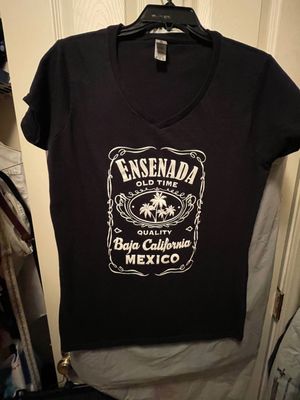 ENSENADA
OLD TIME
QUALITY
Baja California
MEXICO